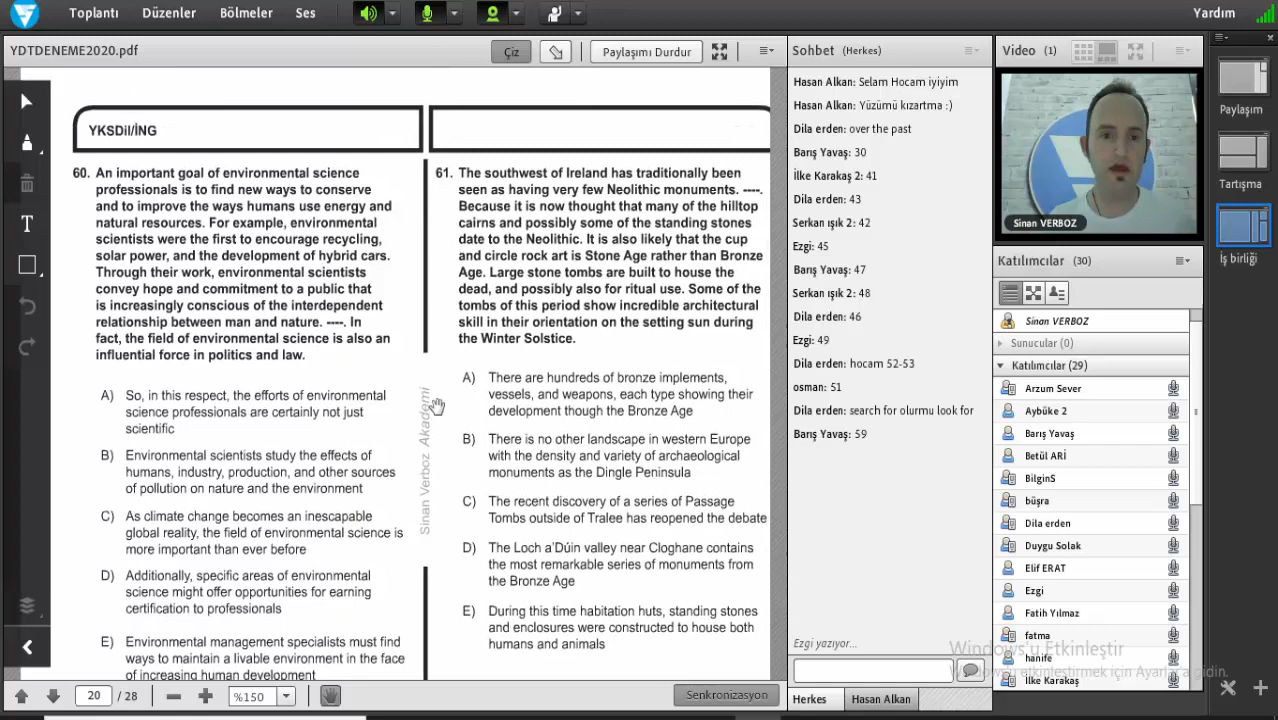 Toplantı Düzenler Bölmeler Ses Yardım
YDTDENEME2020.pdf
Çiz
Paylaşımı Durdur
YKSDil/İNG
60. An important goal of environmental science
professionals is to find new ways to conserve
and to improve the ways humans use energy and
natural resources. For example, environmental
scientists were the first to encourage recycling,
solar power, and the development of hybrid cars.
Through their work, environmental scientists
convey hope and commitment to a public that
is increasingly conscious of the interdependent
relationship between man and nature. ----. In
fact, the field of environmental science is also an
influential force in politics and law.
A) So, in this respect, the efforts of environmental
science professionals are certainly not just
scientific
B) Environmental scientists study the effects of
humans, industry, production, and other sources
of pollution on nature and the environment
C) As climate change becomes an inescapable
global reality, the field of environmental science is
more important than ever before
D) Additionally, specific areas of environmental
science might offer opportunities for earning
certification to professionals
E) Environmental management specialists must find
ways to maintain a livable environment in the face
of increasing human development
Sinan Verboz Akademi
61. The southwest of Ireland has traditionally been
seen as having very few Neolithic monuments. ----.
Because it is now thought that many of the hilltop
cairns and possibly some of the standing stones
date to the Neolithic. It is also likely that the cup
and circle rock art is Stone Age rather than Bronze
Age. Large stone tombs are built to house the
dead, and possibly also for ritual use. Some of the
tombs of this period show incredible architectural
skill in their orientation on the setting sun during
the Winter Solstice.
A) There are hundreds of bronze implements,
vessels, and weapons, each type showing their
development though the Bronze Age
B) There is no other landscape in western Europe
with the density and variety of archaeological
monuments as the Dingle Peninsula
C) The recent discovery of a series of Passage
Tombs outside of Tralee has reopened the debate
D) The Loch a'Dúin valley near Cloghane contains
the most remarkable series of monuments from
the Bronze Age
E) During this time habitation huts, standing stones
and enclosures were constructed to house both
humans and animals
20 / 28
%150
Senkronizasyon
Sohbet (Herkes)
Hasan Alkan: Selam Hocam iyiyim
Hasan Alkan: Yüzümü kızartma :)
Dila erden: over the past
Barış Yavaş: 30
İlke Karakaş 2: 41
Dila erden: 43
Serkan ışık 2: 42
Ezgi: 45
Barış Yavaş: 47
Serkan ışık 2: 48
Dila erden: 46
Ezgi: 49
Dila erden: hocam 52-53
osman: 51
Dila erden: search for olurmu look for
Barış Yavaş: 59
Ezgi yazıyor...
Herkes
Hasan Alkan
Video (1)
Sinan VERBOZ
Katılımcılar (30)
Sinan VERBOZ
Sunucular (0)
Katılımcılar (29)
Arzum Sever
Aybüke 2
Barış Yavaş
Betül ARİ
BilginS
büşra
Dila erden
Duygu Solak
Elif ERAT
Ezgi
Fatih Yılmaz
fatma
hanife
İlke Karakaş
Paylaşım
Tartışma
İş birliği
Windows'u Etkinleştir
Windows'u etkinleştirmek için Ayarlar'a gidin.